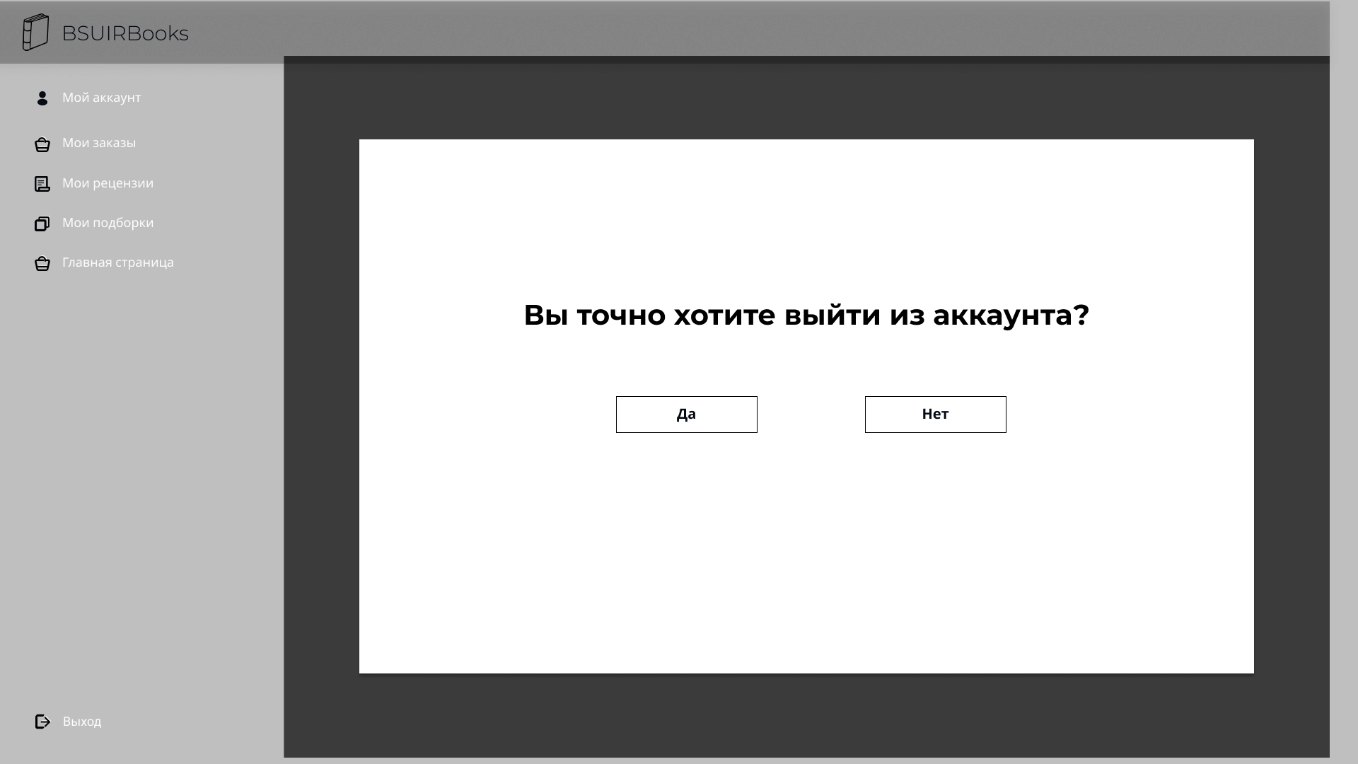 BSUIRBooks
Мой аккаунт
Мои заказы
Мои рецензии
Мои подборки
Главная страница
Вы точно хотите выйти из аккаунта?
Да
Нет
Выход